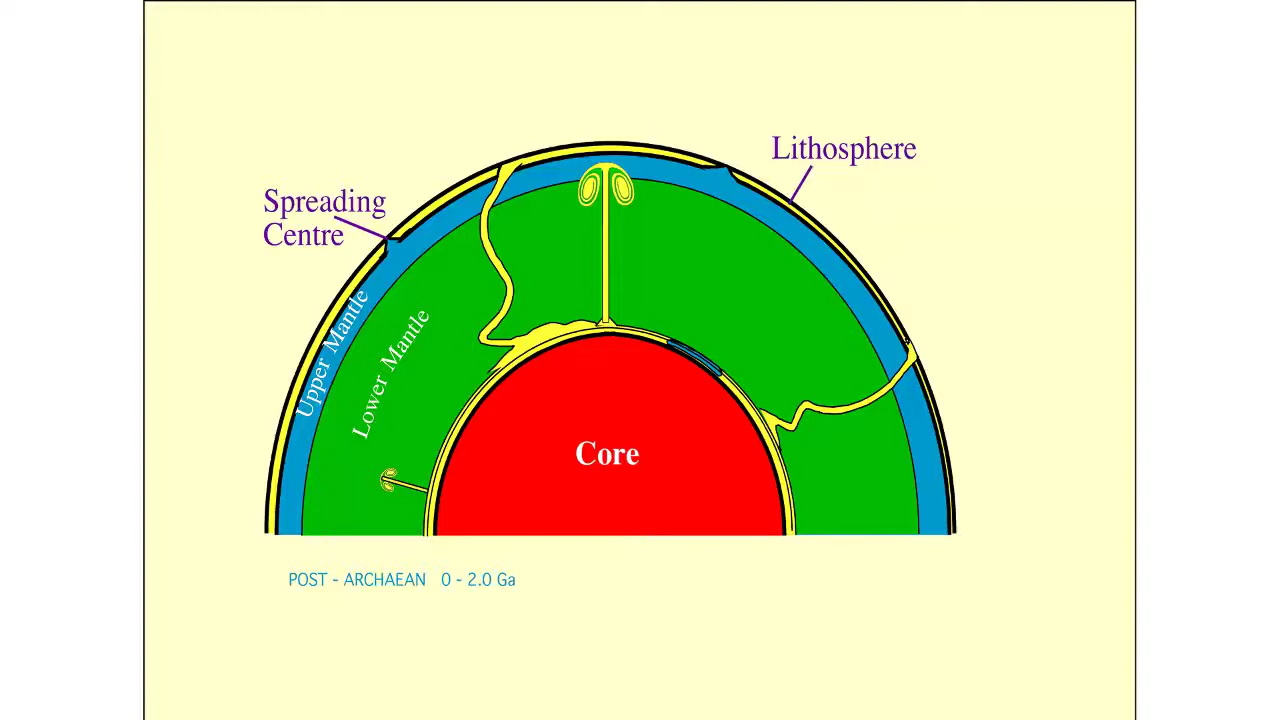 Lithosphere
Spreading
Centre
Upper Mantle
Lower Mantle
Core
POST - ARCHAEAN 0 - 2.0 Ga